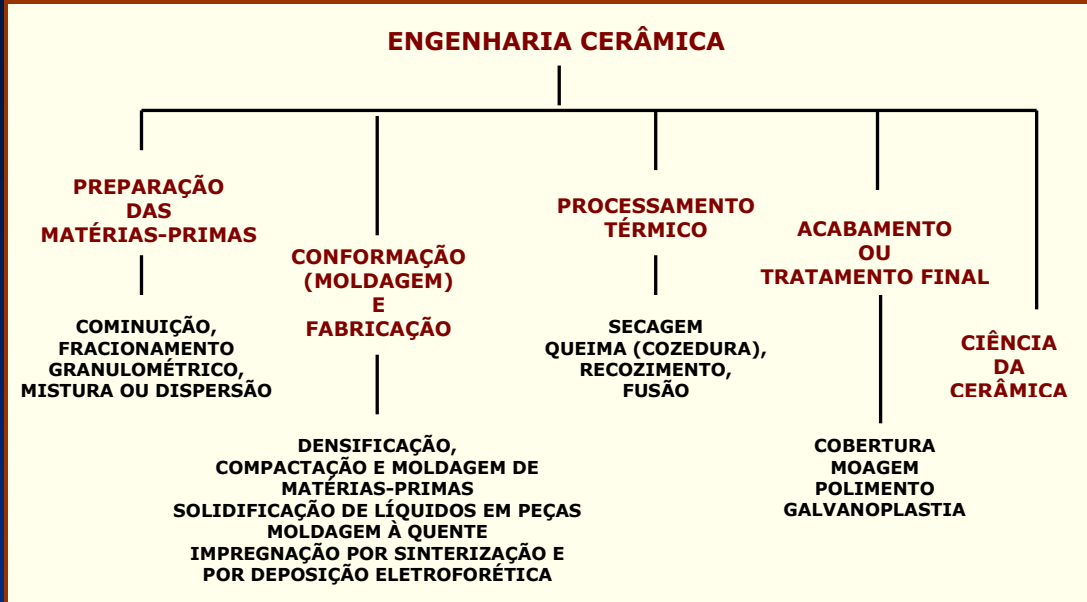 ENGENHARIA CERÂMICA
PREPARAÇÃO
DAS
MATÉRIAS-PRIMAS
COMINUIÇÃO,
FRACIONAMENTO
GRANULOMÉTRICO,
MISTURA OU DISPERSÃO
CONFORMAÇÃO
(MOLDAGEM)
E
FABRICAÇÃO
DENSIFICAÇÃO,
COMPACTAÇÃO E MOLDAGEM DE
MATÉRIAS-PRIMAS
SOLIDIFICAÇÃO DE LÍQUIDOS EM PEÇAS
MOLDAGEM À QUENTE
IMPREGNAÇÃO POR SINTERIZAÇÃO E
POR DEPOSIÇÃO ELETROFORÉTICA
PROCESSAMENTO
TÉRMICO
SECAGEM
QUEIMA (COZEDURA),
RECOZIMENTO,
FUSÃO
ACABAMENTO
OU
TRATAMENTO FINAL
COBERTURA
MOAGEM
POLIMENTO
GALVANOPLASTIA
CIÊNCIA
DA
CERÂMICA